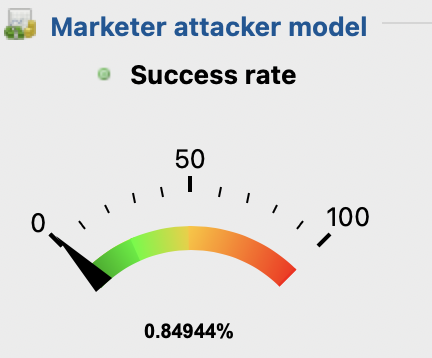 Marketer attacker model
Success rate
50
0
100
0.84944%